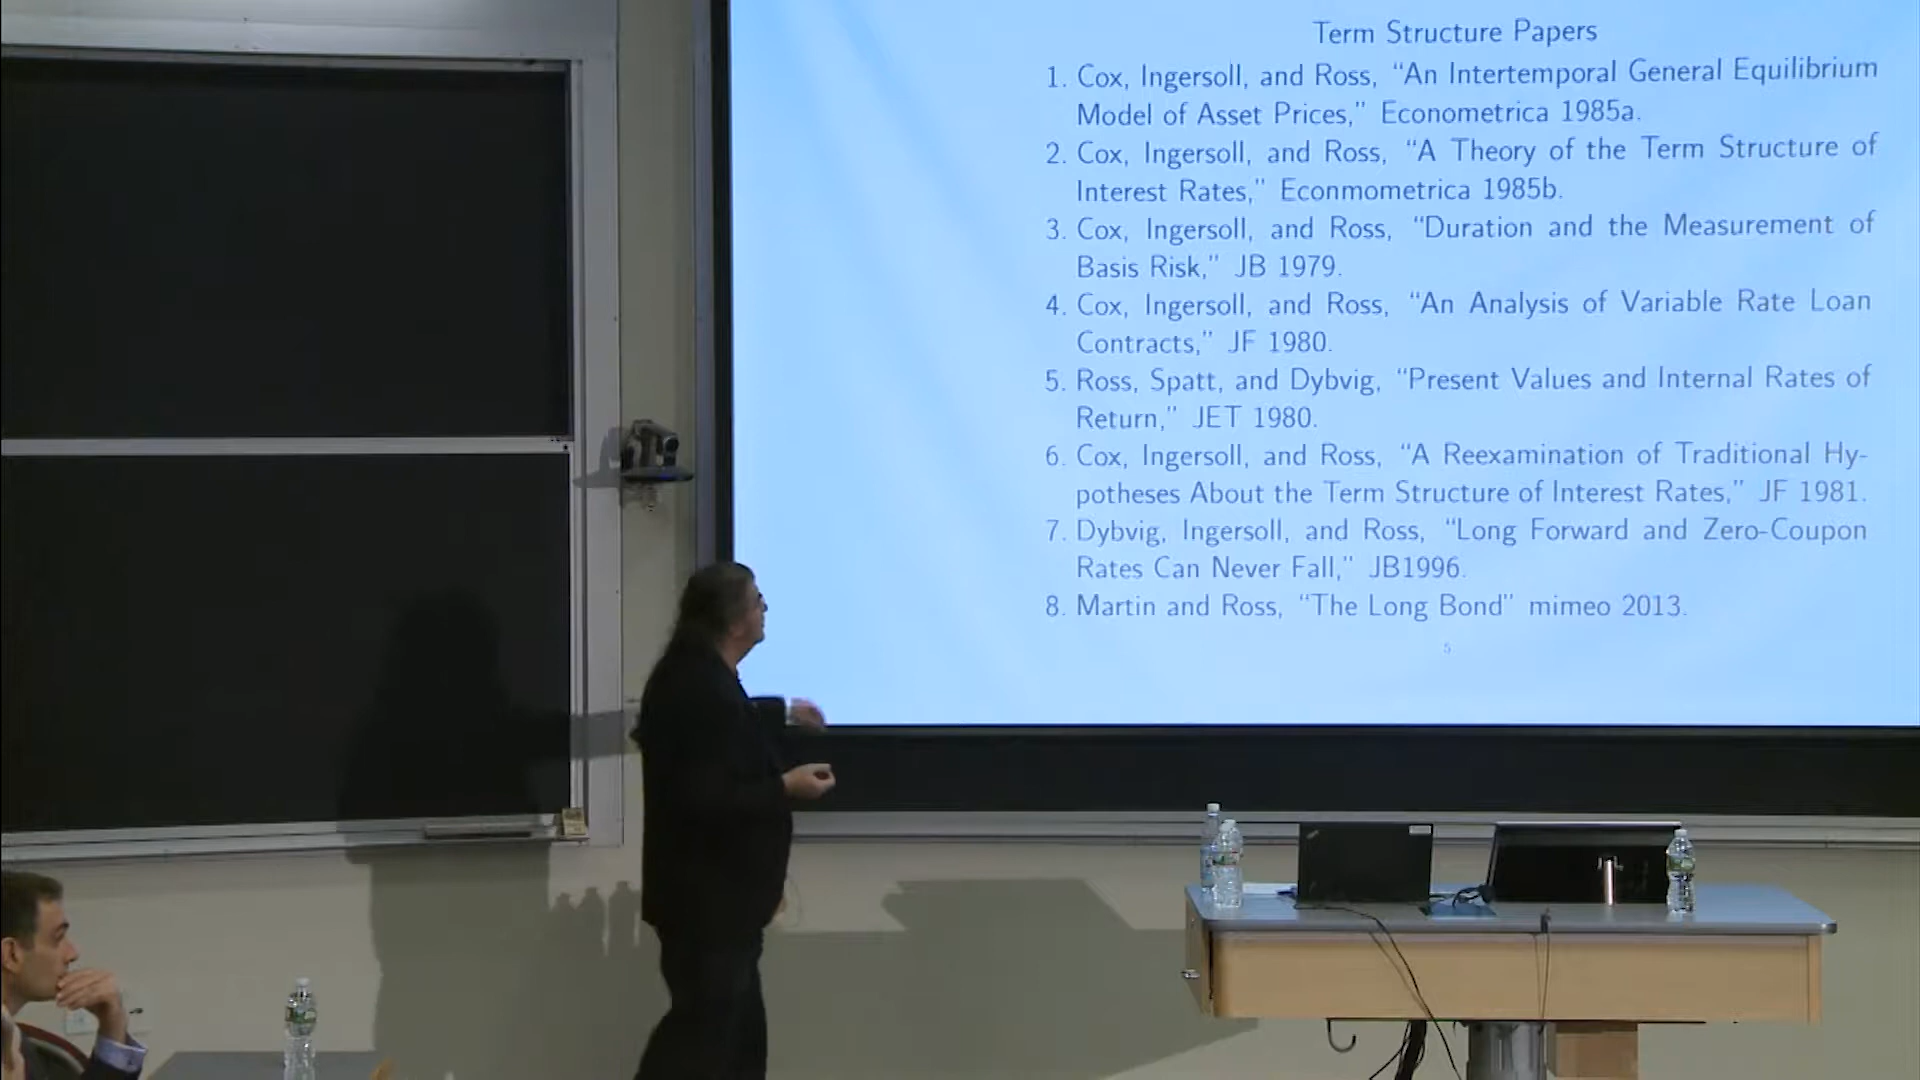 Term Structure Papers
1. Cox, Ingersoll, and Ross, “An Intertemporal General Equilibrium
Model of Asset Prices,” Econometrica 1985a.
2. Cox, Ingersoll, and Ross, “A Theory of the Term Structure of
Interest Rates,” Econmometrica 1985b.
3. Cox, Ingersoll, and Ross, “Duration and the Measurement of
Basis Risk,” JB 1979.
4. Cox, Ingersoll, and Ross, “An Analysis of Variable Rate Loan
Contracts,” JF 1980.
5. Ross, Spatt, and Dybvig, “Present Values and Internal Rates of
Return,” JET 1980.
6. Cox, Ingersoll, and Ross, “A Reexamination of Traditional Hy-
potheses About the Term Structure of Interest Rates,” JF 1981.
7. Dybvig, Ingersoll, and Ross, “Long Forward and Zero-Coupon
Rates Can Never Fall,” JB1996.
8. Martin and Ross, “The Long Bond” mimeo 2013.
5